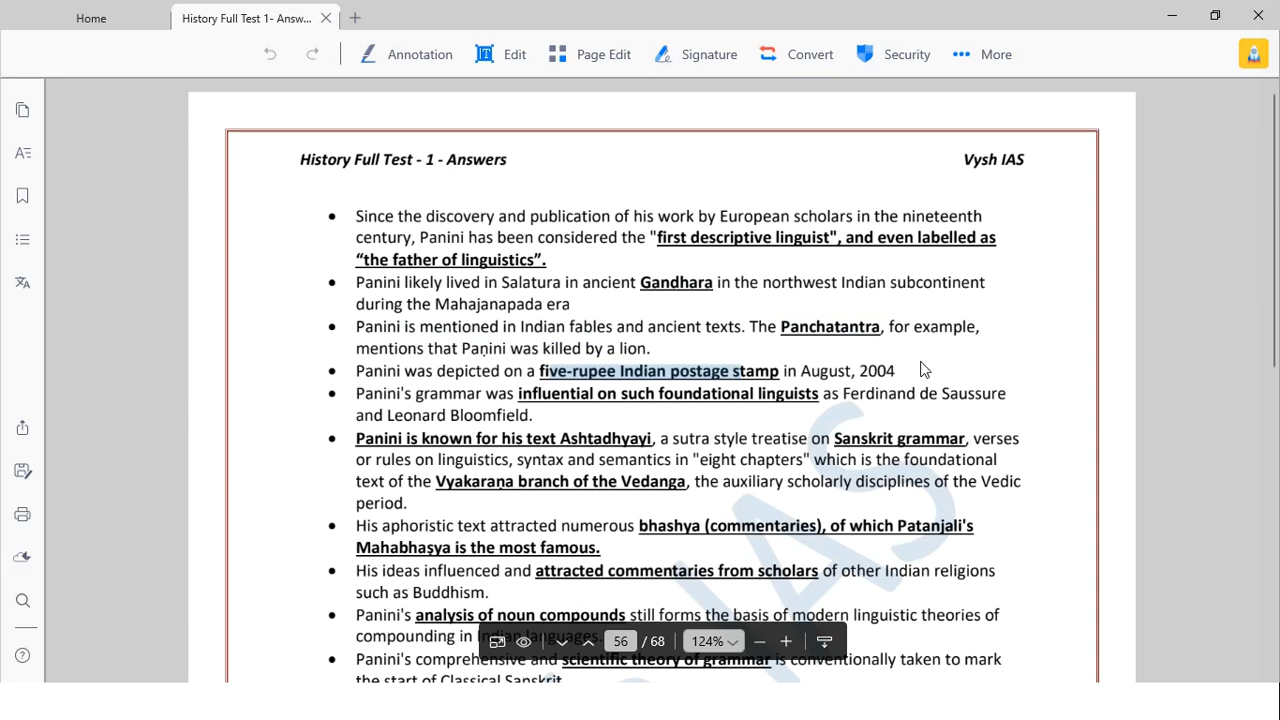 Home
History Full Test 1- Answ...
Annotation
Edit
Page Edit
Signature
Convert
Security
More
History Full Test - 1 - Answers
Vysh IAS
• Since the discovery and publication of his work by European scholars in the nineteenth
century, Panini has been considered the "first descriptive linguist", and even labelled as
“the father of linguistics”.
• Panini likely lived in Salatura in ancient Gandhara in the northwest Indian subcontinent
during the Mahajanapada era
• Panini is mentioned in Indian fables and ancient texts. The Panchatantra, for example,
mentions that Paṇini was killed by a lion.
• Panini was depicted on a five-rupee Indian postage stamp in August, 2004
• Panini's grammar was influential on such foundational linguists as Ferdinand de Saussure
and Leonard Bloomfield.
• Panini is known for his text Ashtadhyayi, a sutra style treatise on Sanskrit grammar, verses
or rules on linguistics, syntax and semantics in "eight chapters" which is the foundational
text of the Vyakaraṇa branch of the Vedanga, the auxiliary scholarly disciplines of the Vedic
period.
• His aphoristic text attracted numerous bhashya (commentaries), of which Patanjali's
Mahabhaṣya is the most famous.
• His ideas influenced and attracted commentaries from scholars of other Indian religions
such as Buddhism.
• Panini's analysis of noun compounds still forms the basis of modern linguistic theories of
compounding in Indian languages.
• Panini's comprehensive and scientific theory of grammar is conventionally taken to mark
the start of Classical Sanskrit
56 / 68
124%
IAS